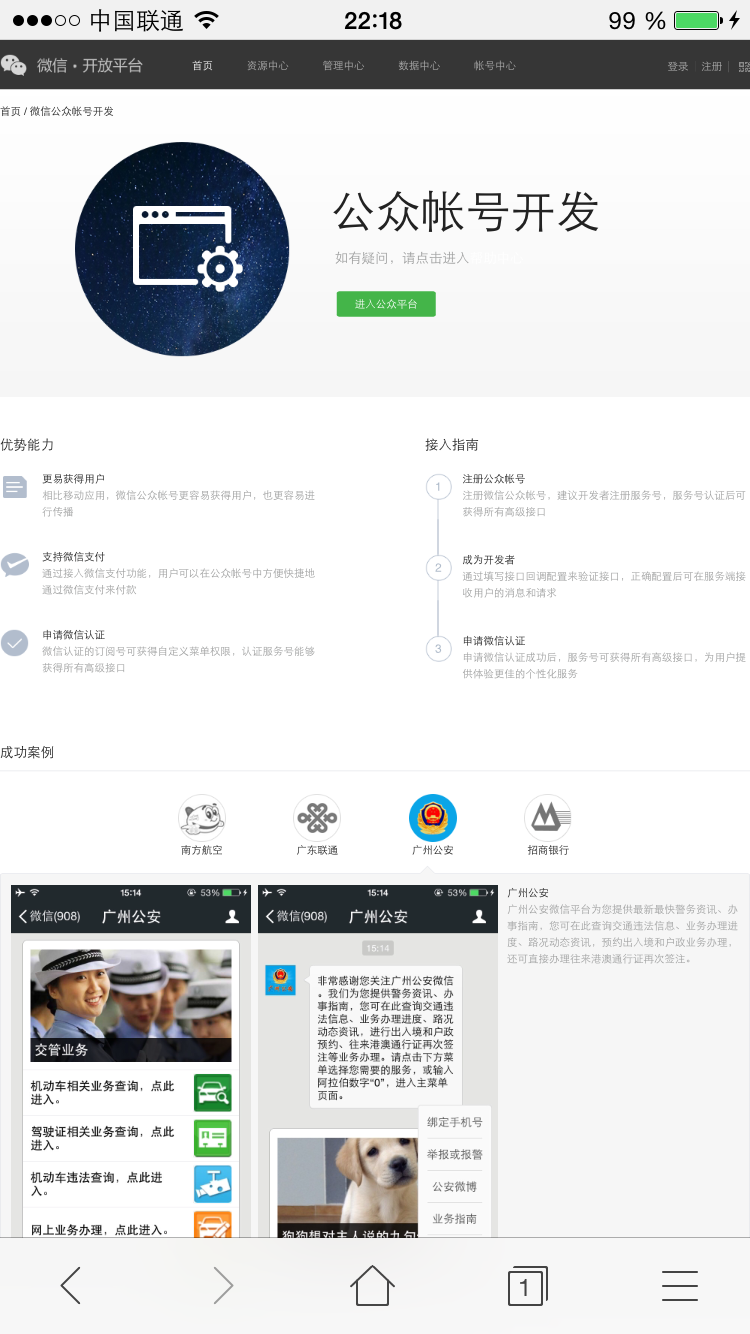 中国联通 22:18 99 %
微信·开放平台 首页 资源中心 管理中心 数据中心 帐号中心 登录 注册
首页 / 微信公众帐号开发
公众帐号开发
如有疑问，请点击进入
进入公众平台
优势能力
更易获得用户
相比移动应用，微信公众帐号更容易获得用户，也更容易进
行传播
支持微信支付
通过接入微信支付功能，用户可以在公众帐号中方便快捷地
通过微信支付来付款
申请微信认证
微信认证的订阅号可获得自定义菜单权限，认证服务号能够
获得所有高级接口
接入指南
1
注册公众帐号
注册微信公众帐号，建议开发者注册服务号，服务号认证后可
获得所有高级接口
2
成为开发者
通过填写接口回调配置来验证接口，正确配置后可在服务端接
收用户的消息和请求
3
申请微信认证
申请微信认证成功后，服务号可获得所有高级接口，为用户提
供体验更佳的个性化服务
成功案例
南方航空 广东联通 广州公安 招商银行
15:14 53%
微信(908) 广州公安
交管业务
机动车相关业务查询，点此
进入。
驾驶证相关业务查询，点此
进入。
机动车违法查询，点此进
入。
网上业务办理，点此进入。
15:14 53%
微信(908) 广州公安
15:14
非常感谢您关注广州公安微信
。我们为您提供警务资讯、办
事指南，您可在此查询交通违
法信息、业务办理进度、路况
动态资讯，进行出入境和户政
预约、往来港澳通行证再次签
注等业务办理。请点击下方菜
单选择您需要的服务，或输入
阿拉伯数字“0”，进入主菜单
页面。
绑定手机号
举报或报警
公安微博
业务指南
狗狗想对主人说的九句
广州公安
广州公安微信平台为您提供最新最快警务资讯、办
事指南，您可在此查询交通违法信息、业务办理进
度、路况动态资讯，预约出入境和户政业务办理，
还可直接办理往来港澳通行证再次签注。
1